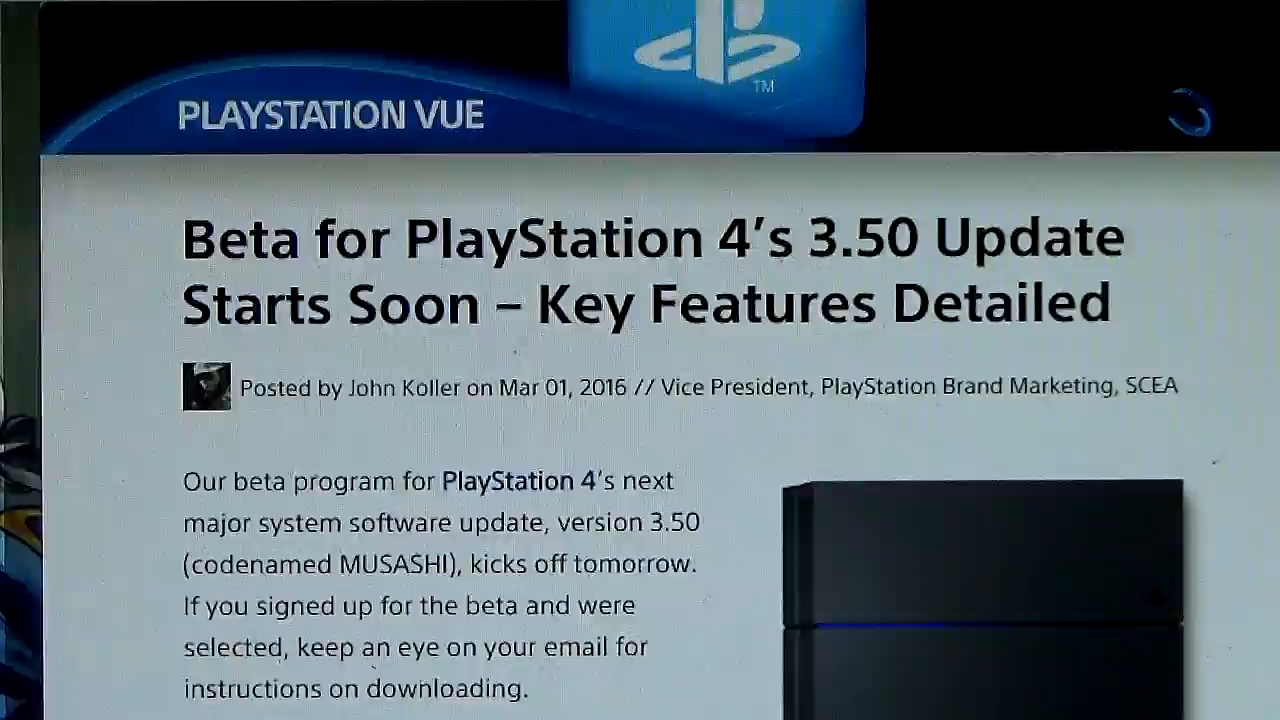 TM
PLAYSTATION VUE
Beta for PlayStation 4's 3.50 Update
Starts Soon – Key Features Detailed
Posted by John Koller on Mar 01, 2016 // Vice President, PlayStation Brand Marketing, SCEA
Our beta program for PlayStation 4's next
major system software update, version 3.50
(codenamed MUSASHI), kicks off tomorrow.
If you signed up for the beta and were
selected, keep an eye on your email for
instructions on downloading.